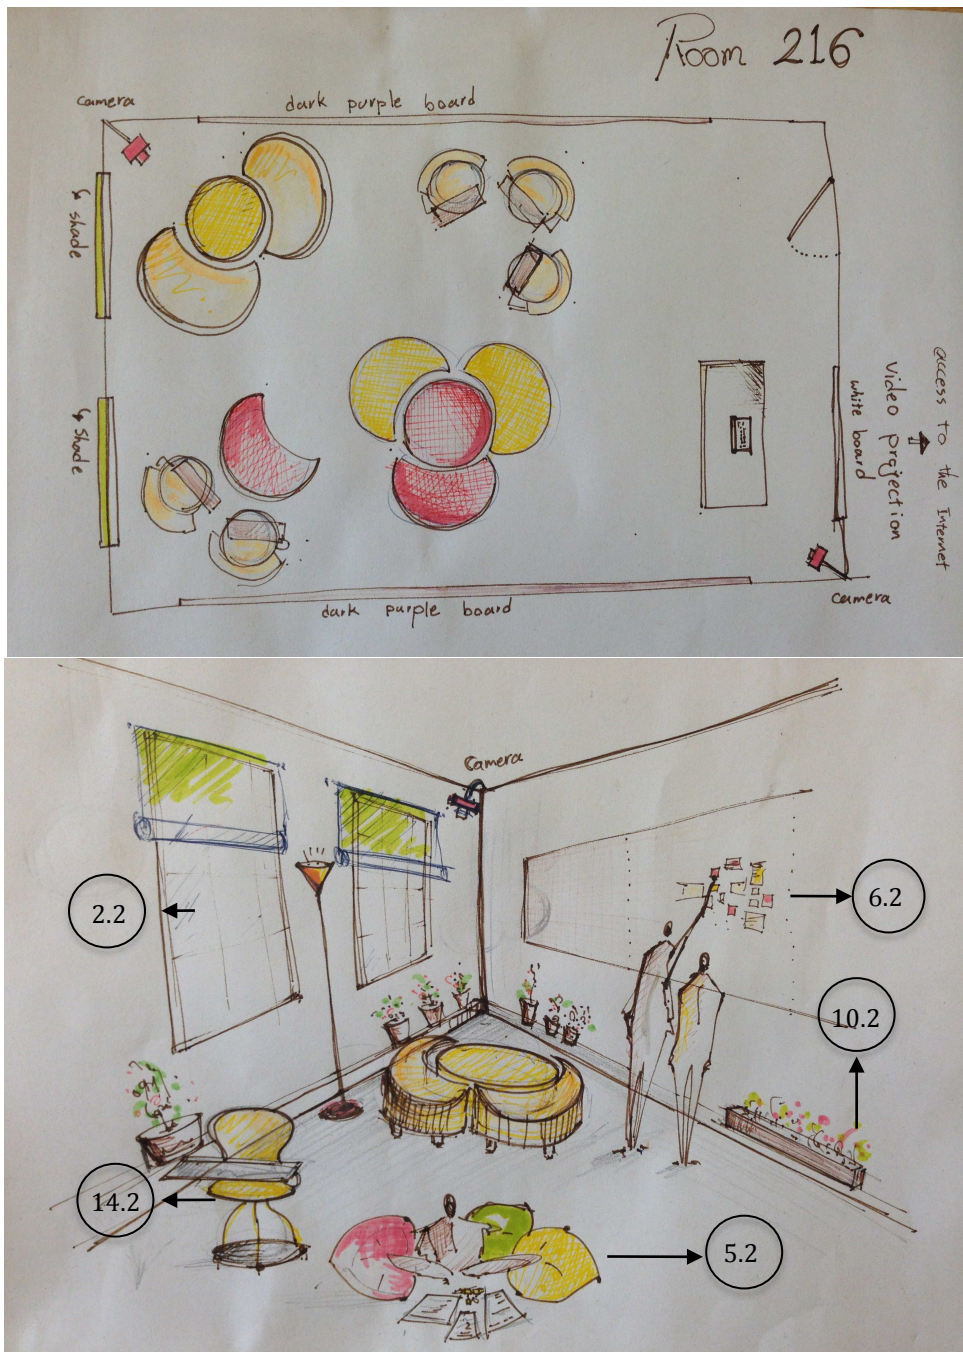 Room 216
camera
dark purple board
shade
shade
white board
video projection
access to the Internet
dark purple board
camera
Camera
2.2
6.2
10.2
14.2
5.2